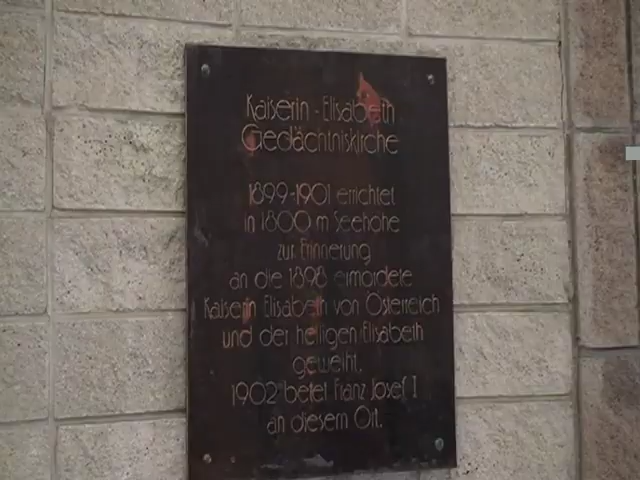 Kaiserin-Elisabeth
Gedächtniskirche
1899-1901 errichtet
in 1800 m Seehöhe
zur Erinnerung
an die 1898 ermordete
Kaiserin Elisabeth von Österreich
und der heiligen Elisabeth
geweiht.
1902 betet Franz Josef I
an diesem Ort.